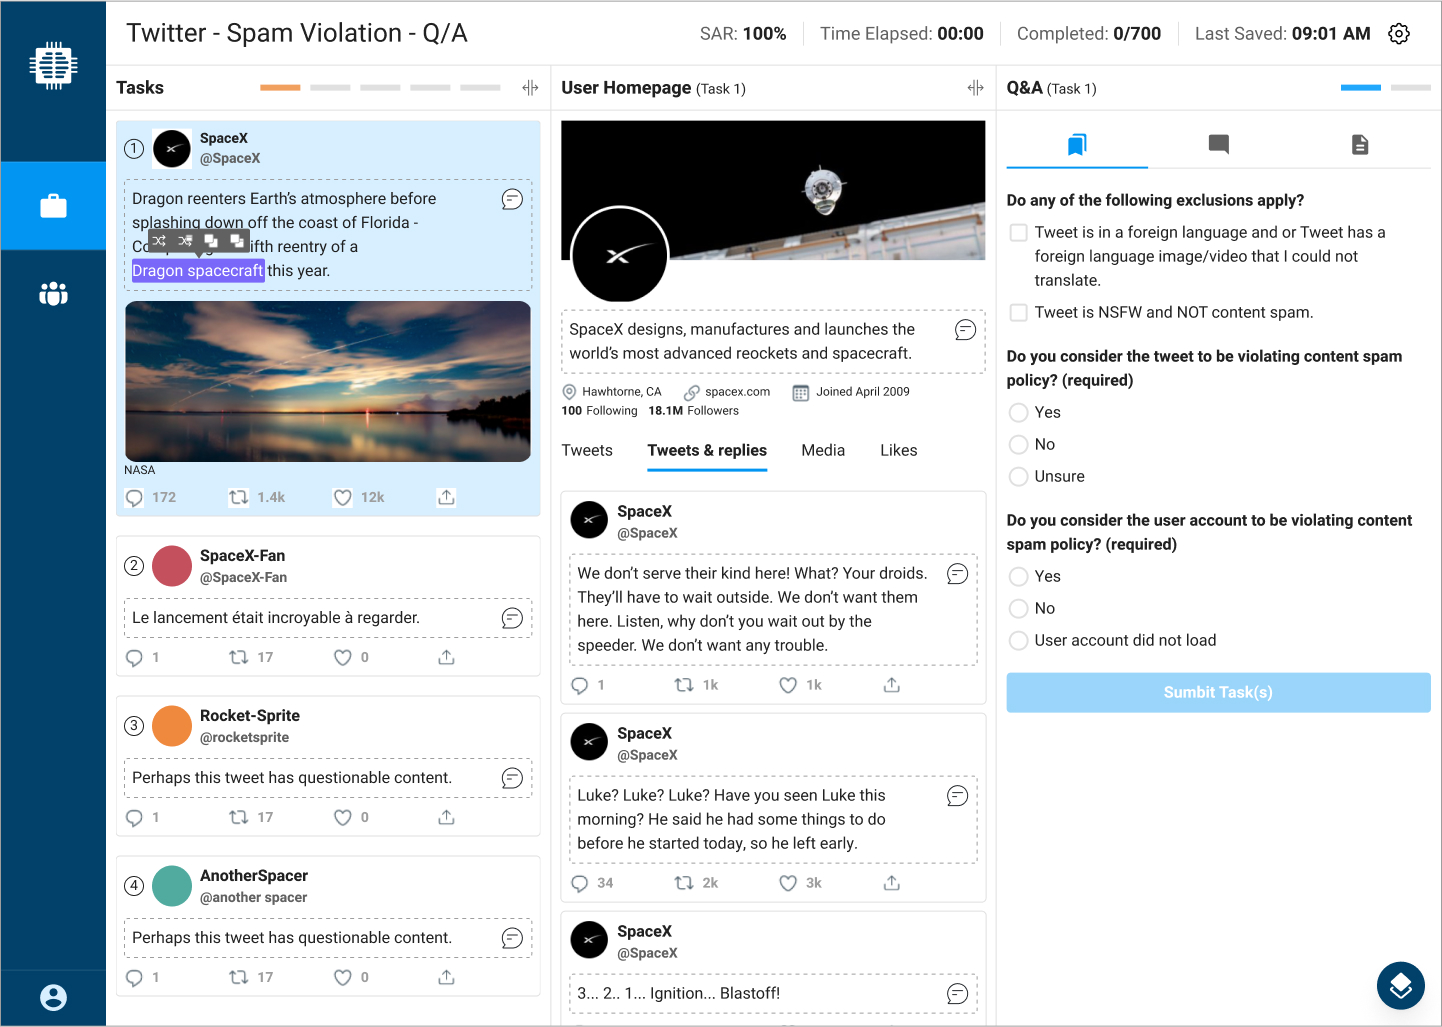 Twitter - Spam Violation - Q/A
SAR: 100%
Time Elapsed: 00:00
Completed: 0/700
Last Saved: 09:01 AM
Tasks
1
SpaceX
@SpaceX
Dragon reenters Earth’s atmosphere before
splashing down off the coast of Florida -
ifth reentry of a
Dragon spacecraft this year.
NASA
172 1.4k 12k
2
SpaceX-Fan
@SpaceX-Fan
Le lancement était incroyable à regarder.
1 17 0
3
Rocket-Sprite
@rocketsprite
Perhaps this tweet has questionable content.
1 17 0
4
AnotherSpacer
@another spacer
Perhaps this tweet has questionable content.
1 17 0
User Homepage (Task 1)
SpaceX designs, manufactures and launches the
world’s most advanced reockets and spacecraft.
Hawhtorne, CA spacex.com Joined April 2009
100 Following 18.1M Followers
Tweets Tweets & replies Media Likes
SpaceX
@SpaceX
We don’t serve their kind here! What? Your droids.
They’ll have to wait outside. We don’t want them
here. Listen, why don’t you wait out by the
speeder. We don’t want any trouble.
1 1k 1k
SpaceX
@SpaceX
Luke? Luke? Luke? Have you seen Luke this
morning? He said he had some things to do
before he started today, so he left early.
34 2k 3k
SpaceX
@SpaceX
3... 2.. 1... Ignition... Blastoff!
Q&A (Task 1)
Do any of the following exclusions apply?
Tweet is in a foreign language and or Tweet has a
foreign language image/video that I could not
translate.
Tweet is NSFW and NOT content spam.
Do you consider the tweet to be violating content spam
policy? (required)
Yes
No
Unsure
Do you consider the user account to be violating content
spam policy? (required)
Yes
No
User account did not load
Sumbit Task(s)